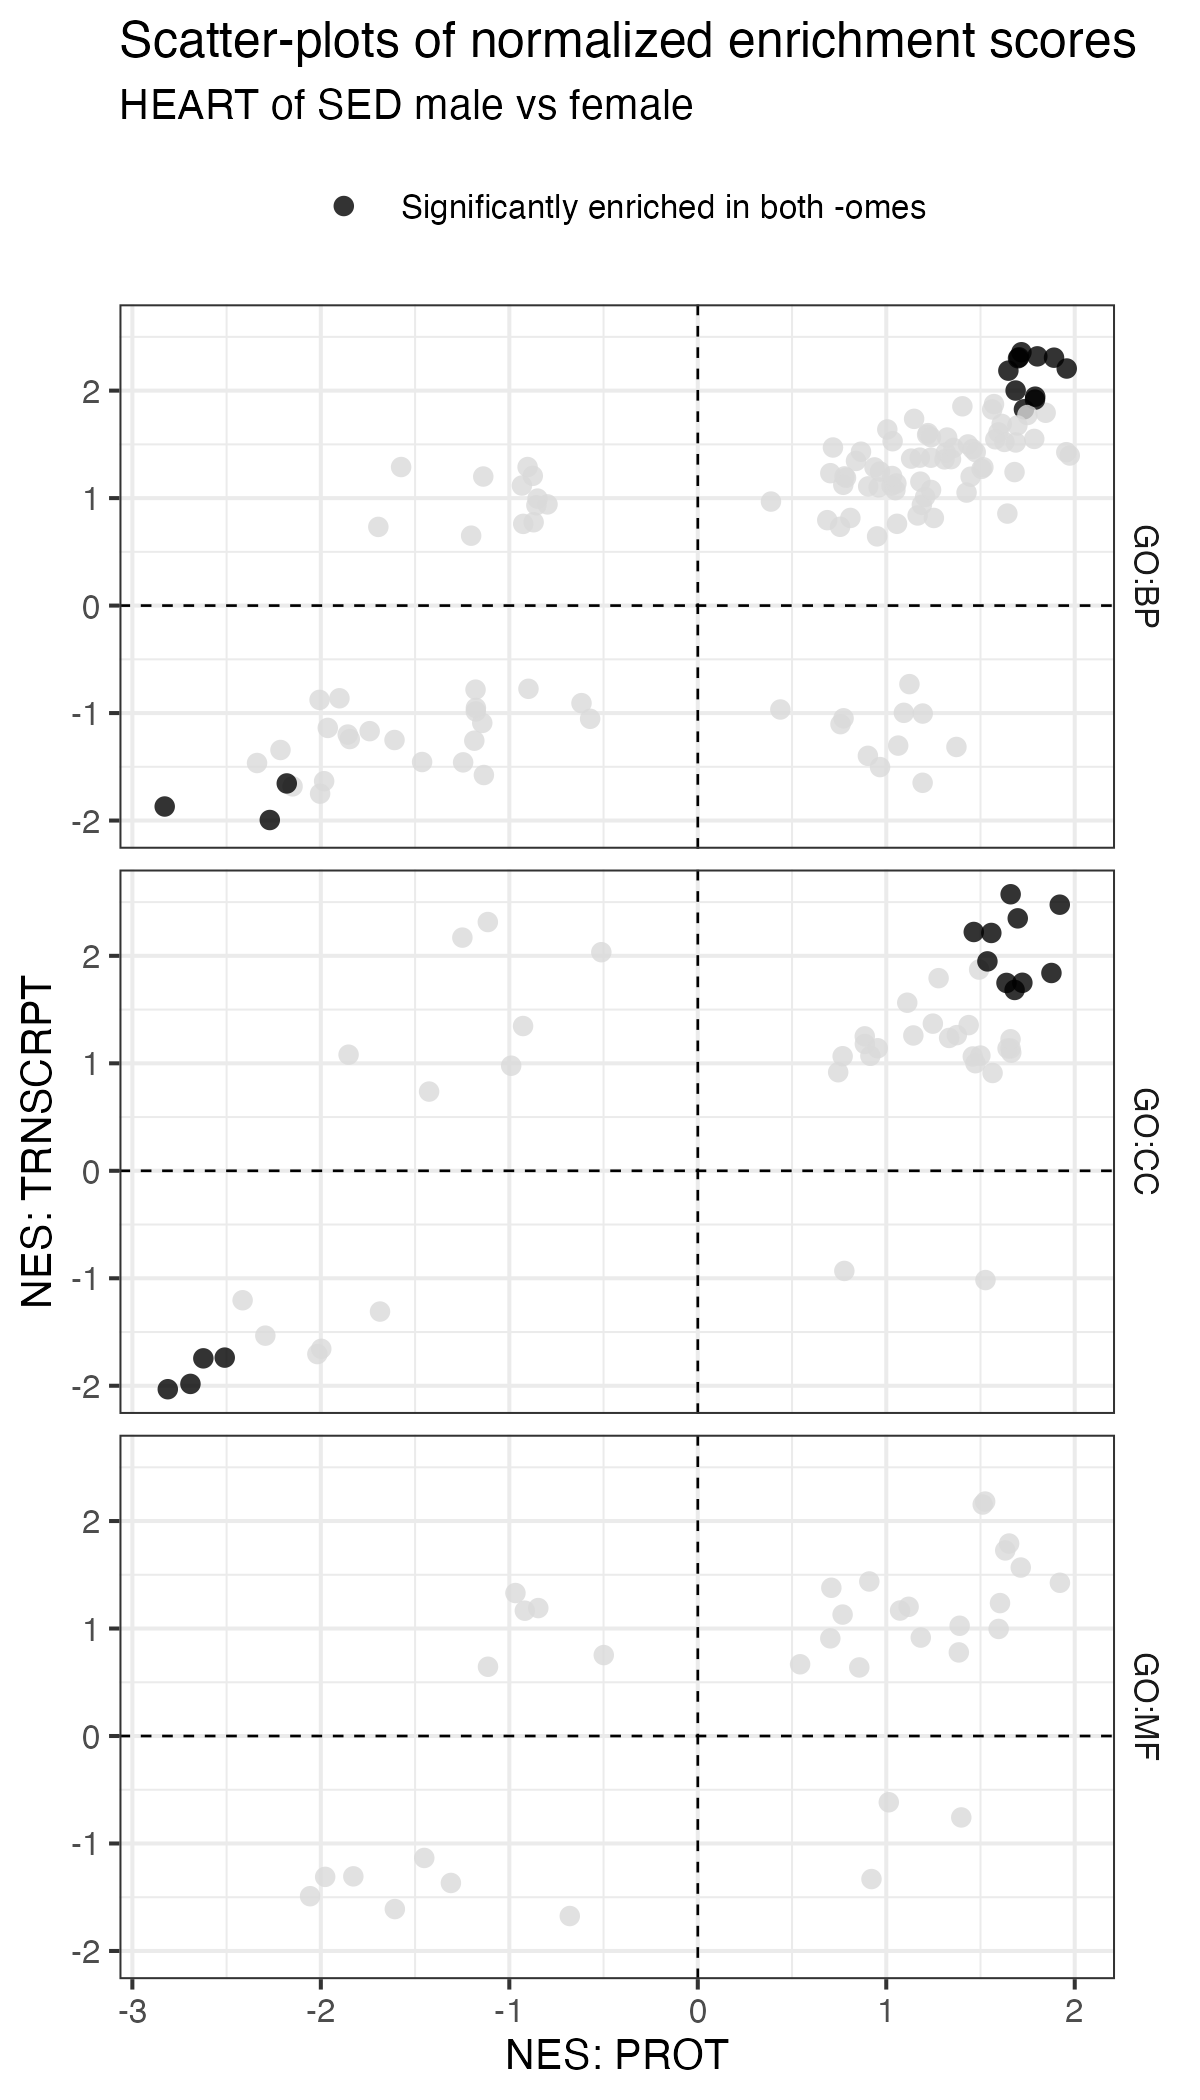 Scatter-plots of normalized enrichment scores
HEART of SED male vs female
Significantly enriched in both -omes
2
1
0
-1
-2
GO:BP
2
1
0
-1
-2
GO:CC
NES: TRNSCRPT
2
1
0
-1
-2
GO:MF
-3 -2 -1 0 1 2
NES: PROT